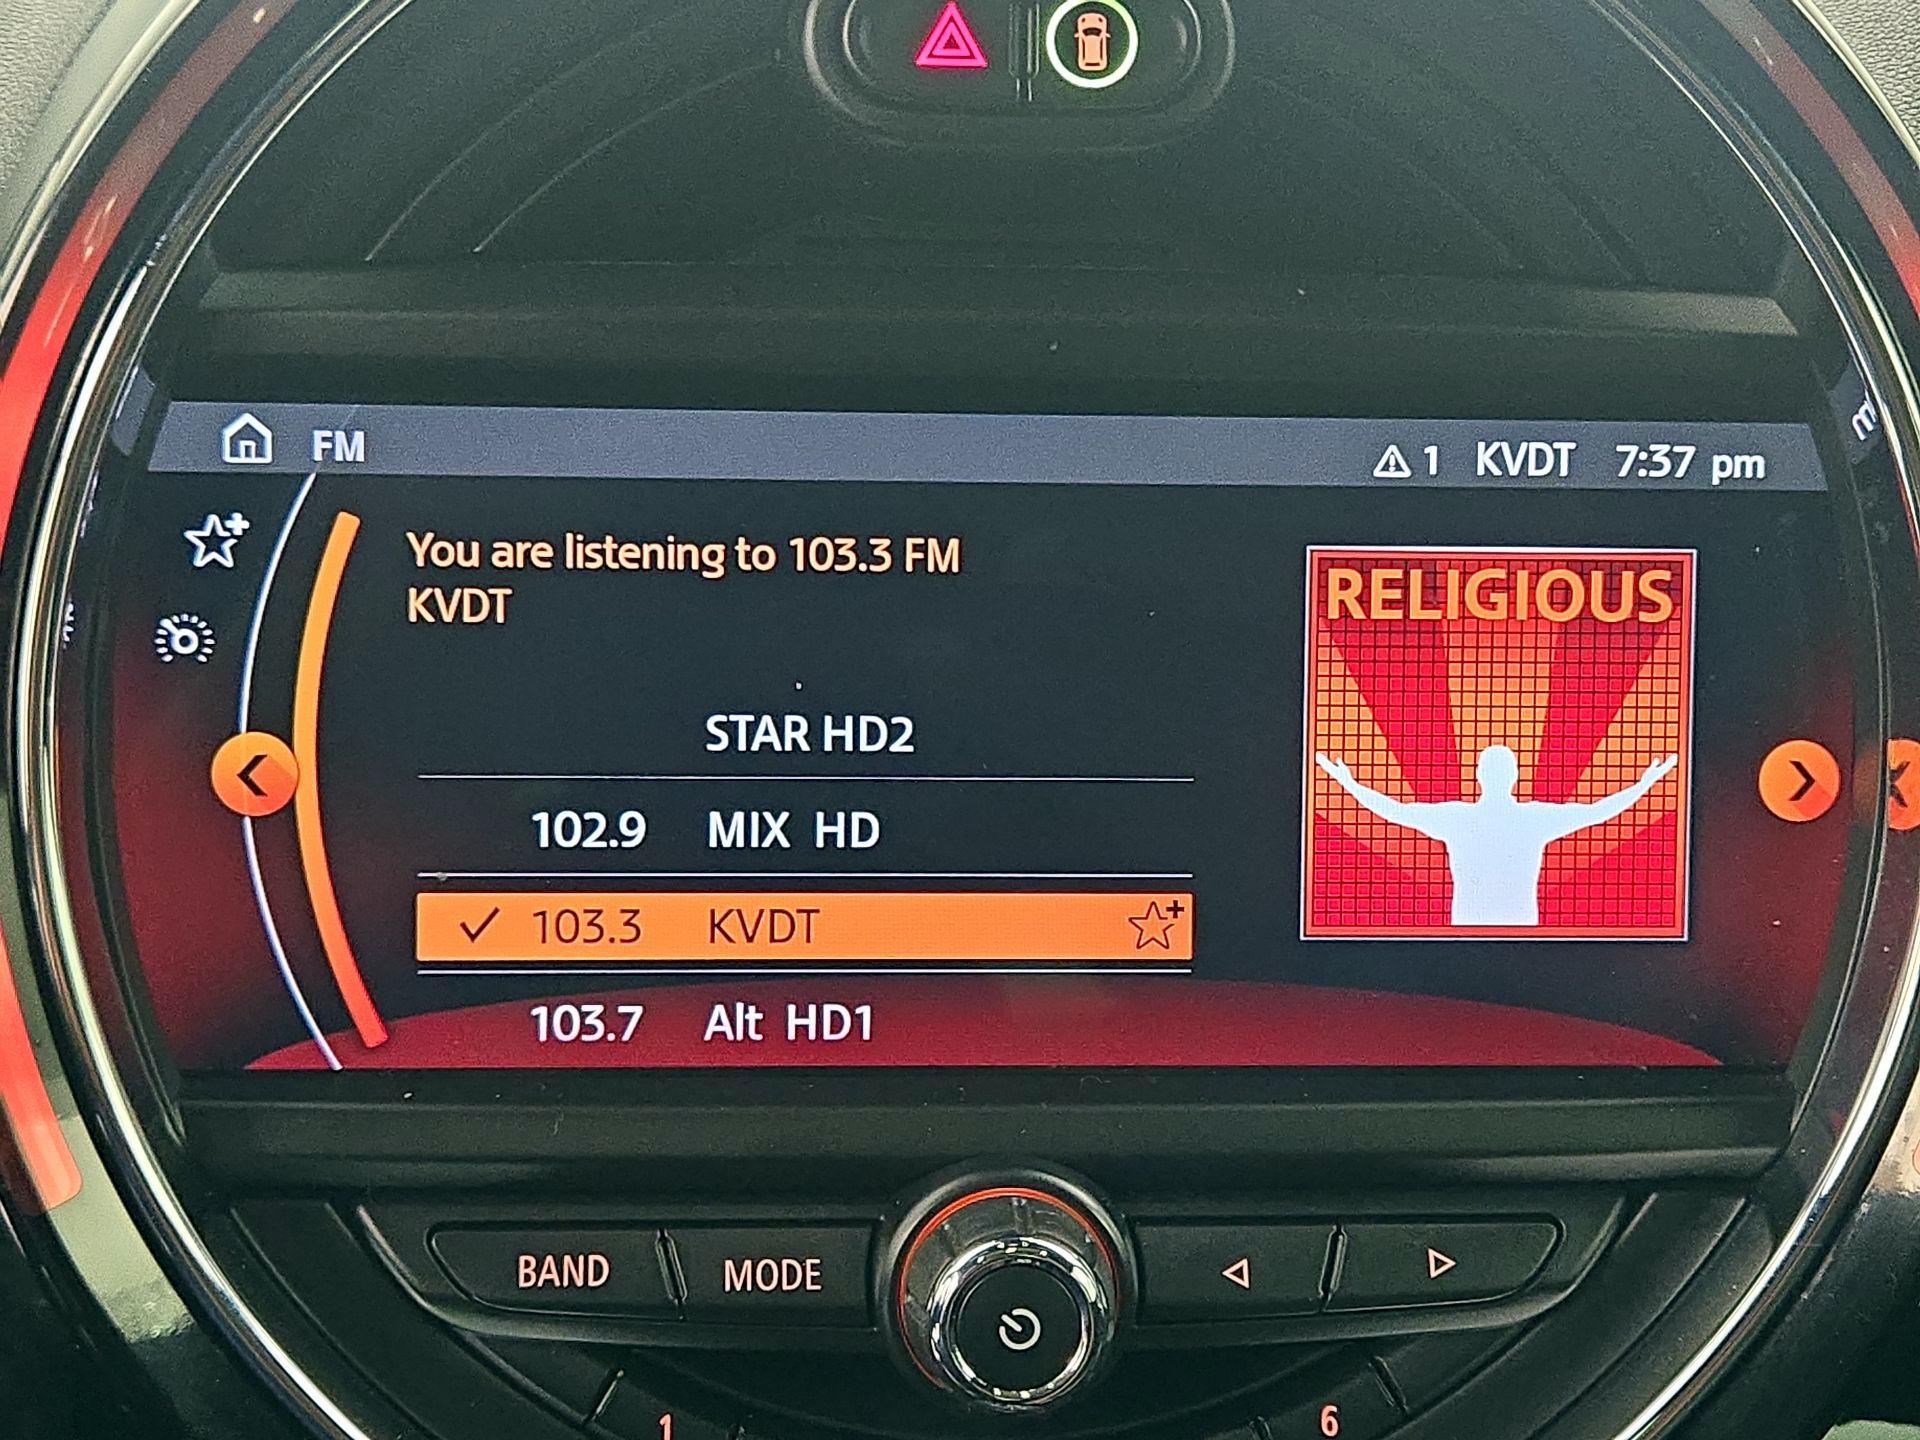 FM
1 KVDT 7:37 pm
You are listening to 103.3 FM
KVDT
RELIGIOUS
STAR HD2
102.9 MIX HD
103.3 KVDT
103.7 Alt HD1
BAND
MODE
1
6